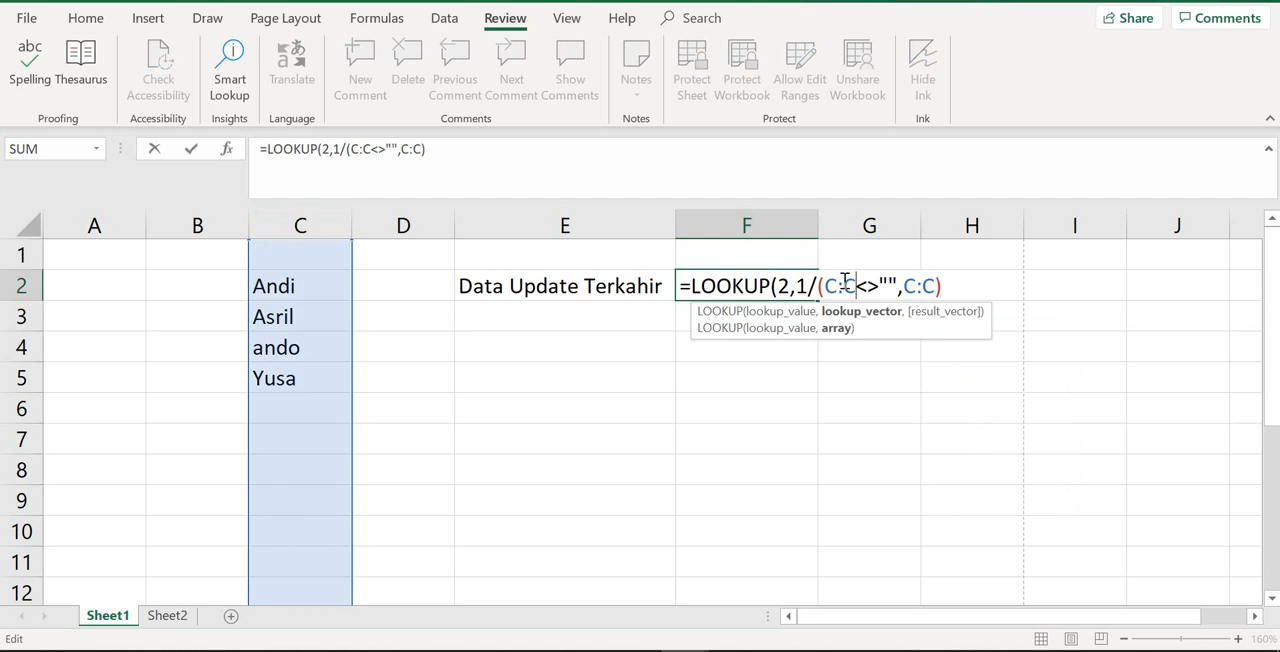 File Home Insert Draw Page Layout Formulas Data Review View Help Search Share Comments
abc
Spelling Thesaurus Check Accessibility Smart Lookup Translate New Comment Delete Previous Comment Next Comment Show Comments Notes Protect Sheet Protect Workbook Allow Edit Ranges Unshare Workbook Hide Ink
Proofing Accessibility Insights Language Comments Notes Protect Ink
SUM fx =LOOKUP(2,1/(C:C<>"",C:C)
A B C D E F G H I J
1
2 Andi Data Update Terkahir =LOOKUP(2,1/(C:C<>"",C:C)
3 Asril LOOKUP(lookup_value, lookup_vector, [result_vector])
LOOKUP(lookup_value, array)
4 ando
5 Yusa
6
7
8
9
10
11
12
Sheet1 Sheet2
Edit 160%